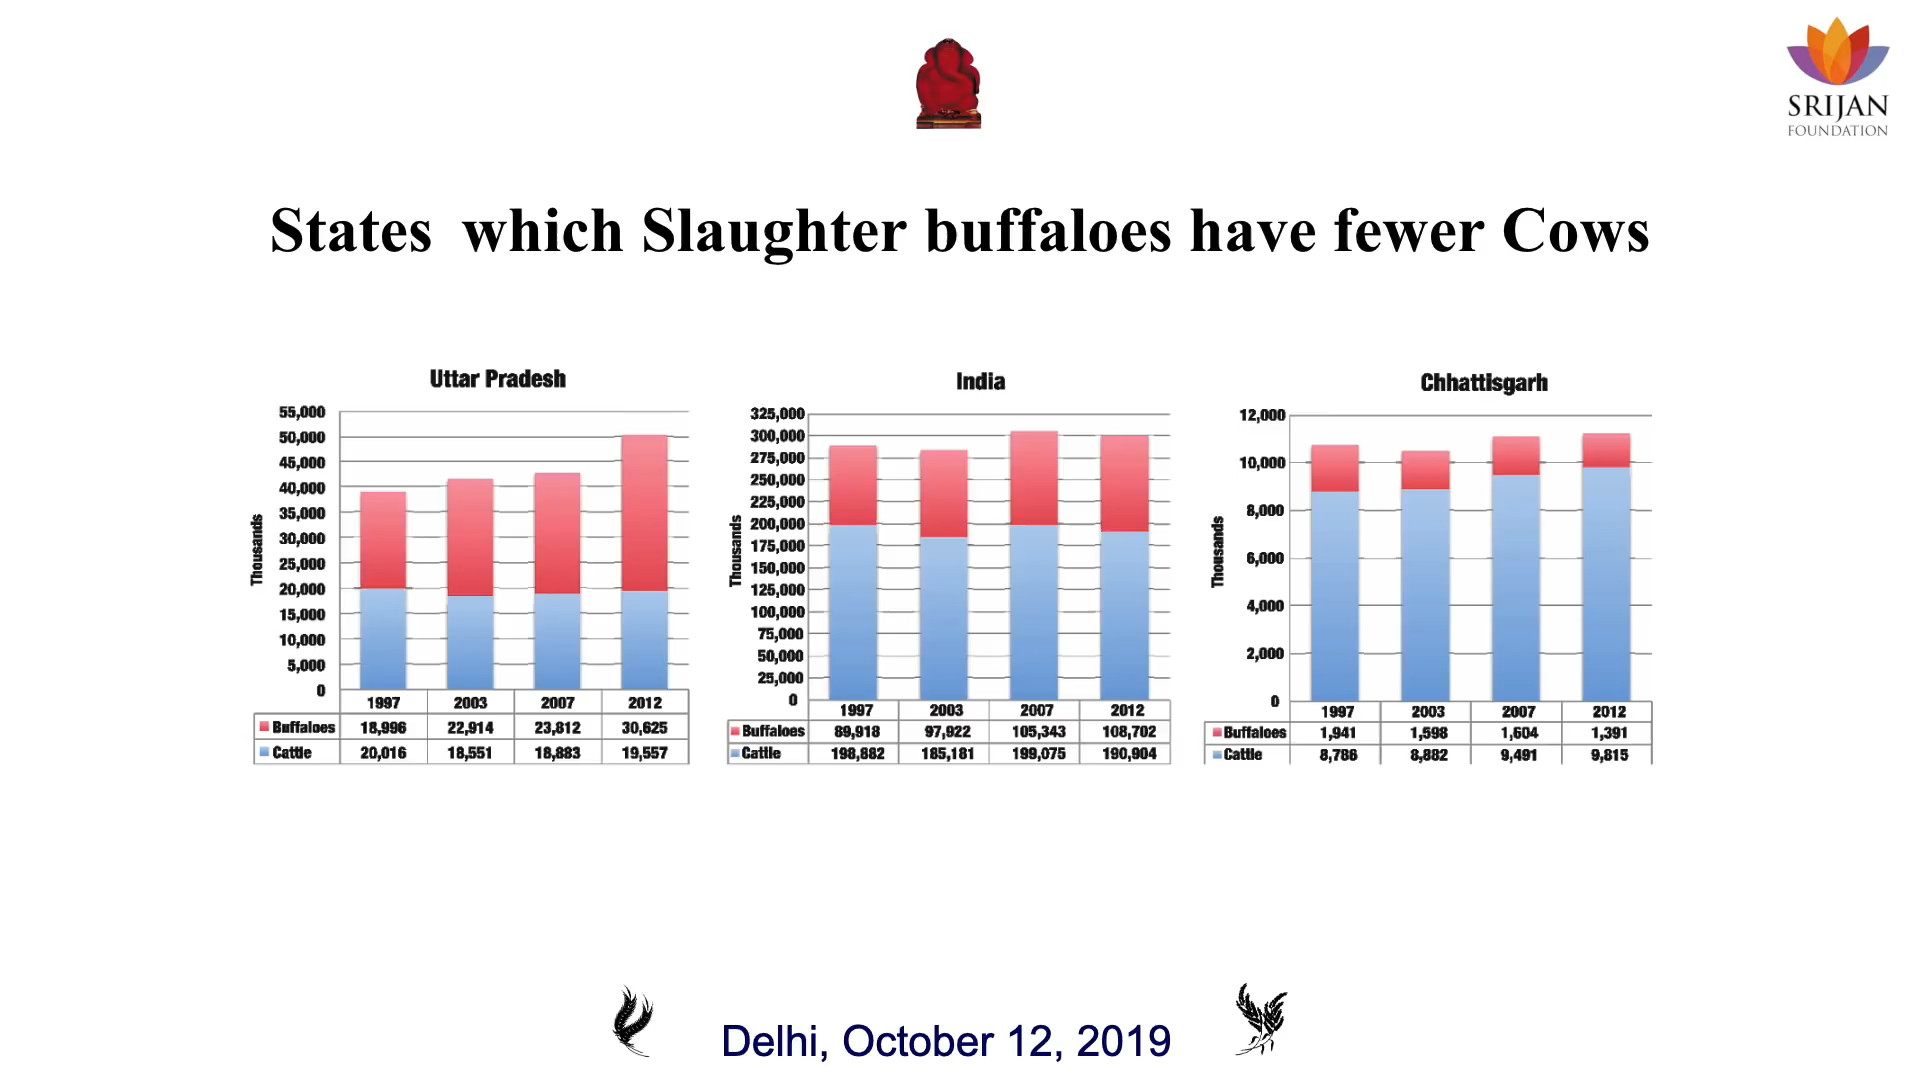 SRIJAN
FOUNDATION
States which Slaughter buffaloes have fewer Cows
Uttar Pradesh
55,000
50,000
45,000
40,000
35,000
30,000
25,000
20,000
15,000
10,000
5,000
0
Thousands
1997 2003 2007 2012
Buffaloes 18,996 22,914 23,812 30,625
Cattle 20,016 18,551 18,883 19,557
India
325,000
300,000
275,000
250,000
225,000
200,000
175,000
150,000
125,000
100,000
75,000
50,000
25,000
0
Thousands
1997 2003 2007 2012
Buffaloes 89,918 97,922 105,343 108,702
Cattle 198,882 185,181 199,075 190,904
Chhattisgarh
12,000
10,000
8,000
6,000
4,000
2,000
0
Thousands
1997 2003 2007 2012
Buffaloes 1,941 1,598 1,604 1,391
Cattle 8,786 8,882 9,491 9,815
Delhi, October 12, 2019